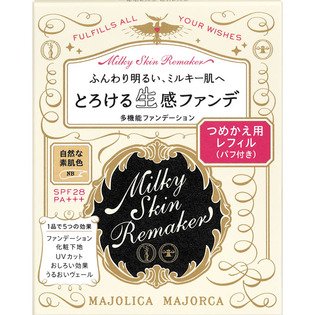 FULFILLS ALL YOUR WISHES
Milky Skin Remaker
ふんわり明るい、ミルキー肌へ
とろける生感ファンデ
多機能ファンデーション
つめかえ用
レフィル
(パフ付き)
自然な
素肌色
NB
SPF28
PA+++
1品で5つの効果
ファンデーション
化粧下地
UVカット
おしろい効果
うるおいヴェール
Milky
Skin
Remaker
MAJOLICA MAJORCA